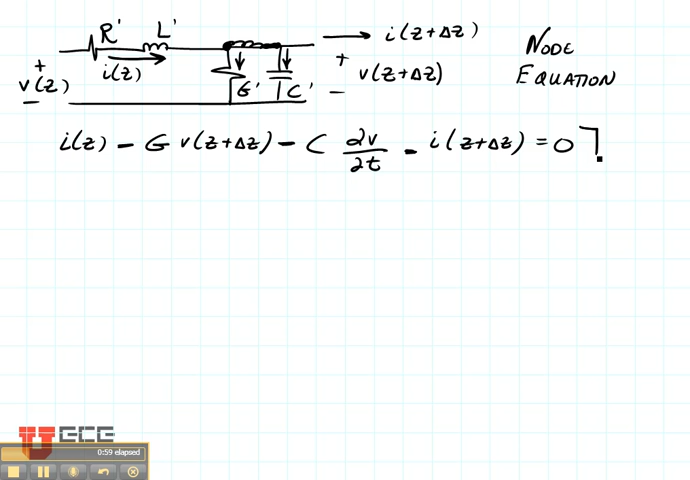 R' L' i(z+Δz)
+ i(z) + NODE
v(z) G' C' v(z+Δz) EQUATION
− −
i(z) − G v(z+Δz) − C ∂v/∂t − i(z+Δz) = 0
U ECE
0:59 elapsed